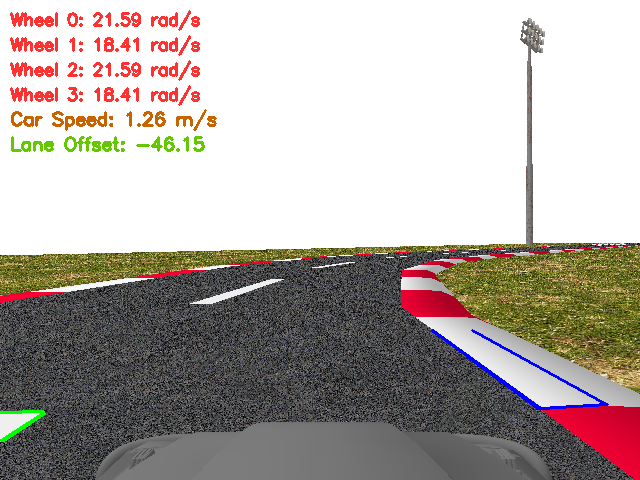 Wheel 0: 21.59 rad/s
Wheel 1: 18.41 rad/s
Wheel 2: 21.59 rad/s
Wheel 3: 18.41 rad/s
Car Speed: 1.26 m/s
Lane Offset: -46.15